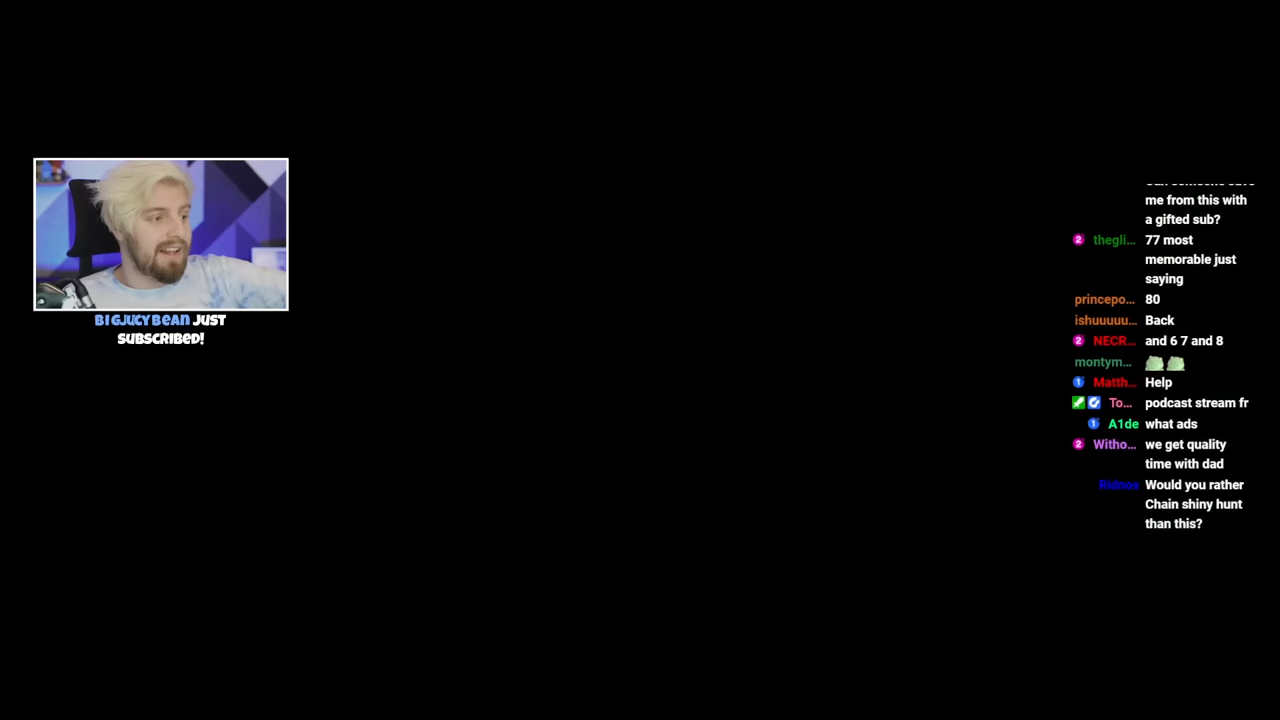 BIGJUCYBEAN JUST
SUBSCRIBED!
me from this with
a gifted sub?
thegli... 77 most
memorable just
saying
princepo... 80
ishuuuuu... Back
NECR... and 6 7 and 8
montym...
Matth... Help
To... podcast stream fr
A1de what ads
Witho... we get quality
time with dad
Ridnos Would you rather
Chain shiny hunt
than this?